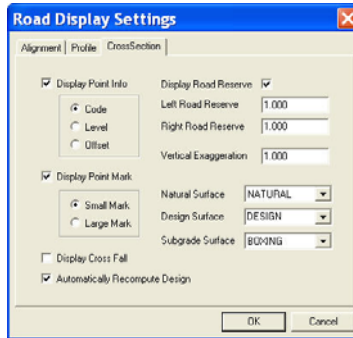 Road Display Settings
Alignment Profile CrossSection
Display Point Info Display Road Reserve
Code Left Road Reserve 1.000
Level Right Road Reserve 1.000
Offset
Vertical Exaggeration 1.000
Display Point Mark
Small Mark Natural Surface NATURAL
Large Mark Design Surface DESIGN
Subgrade Surface BOXING
Display Cross Fall
Automatically Recompute Design
OK Cancel